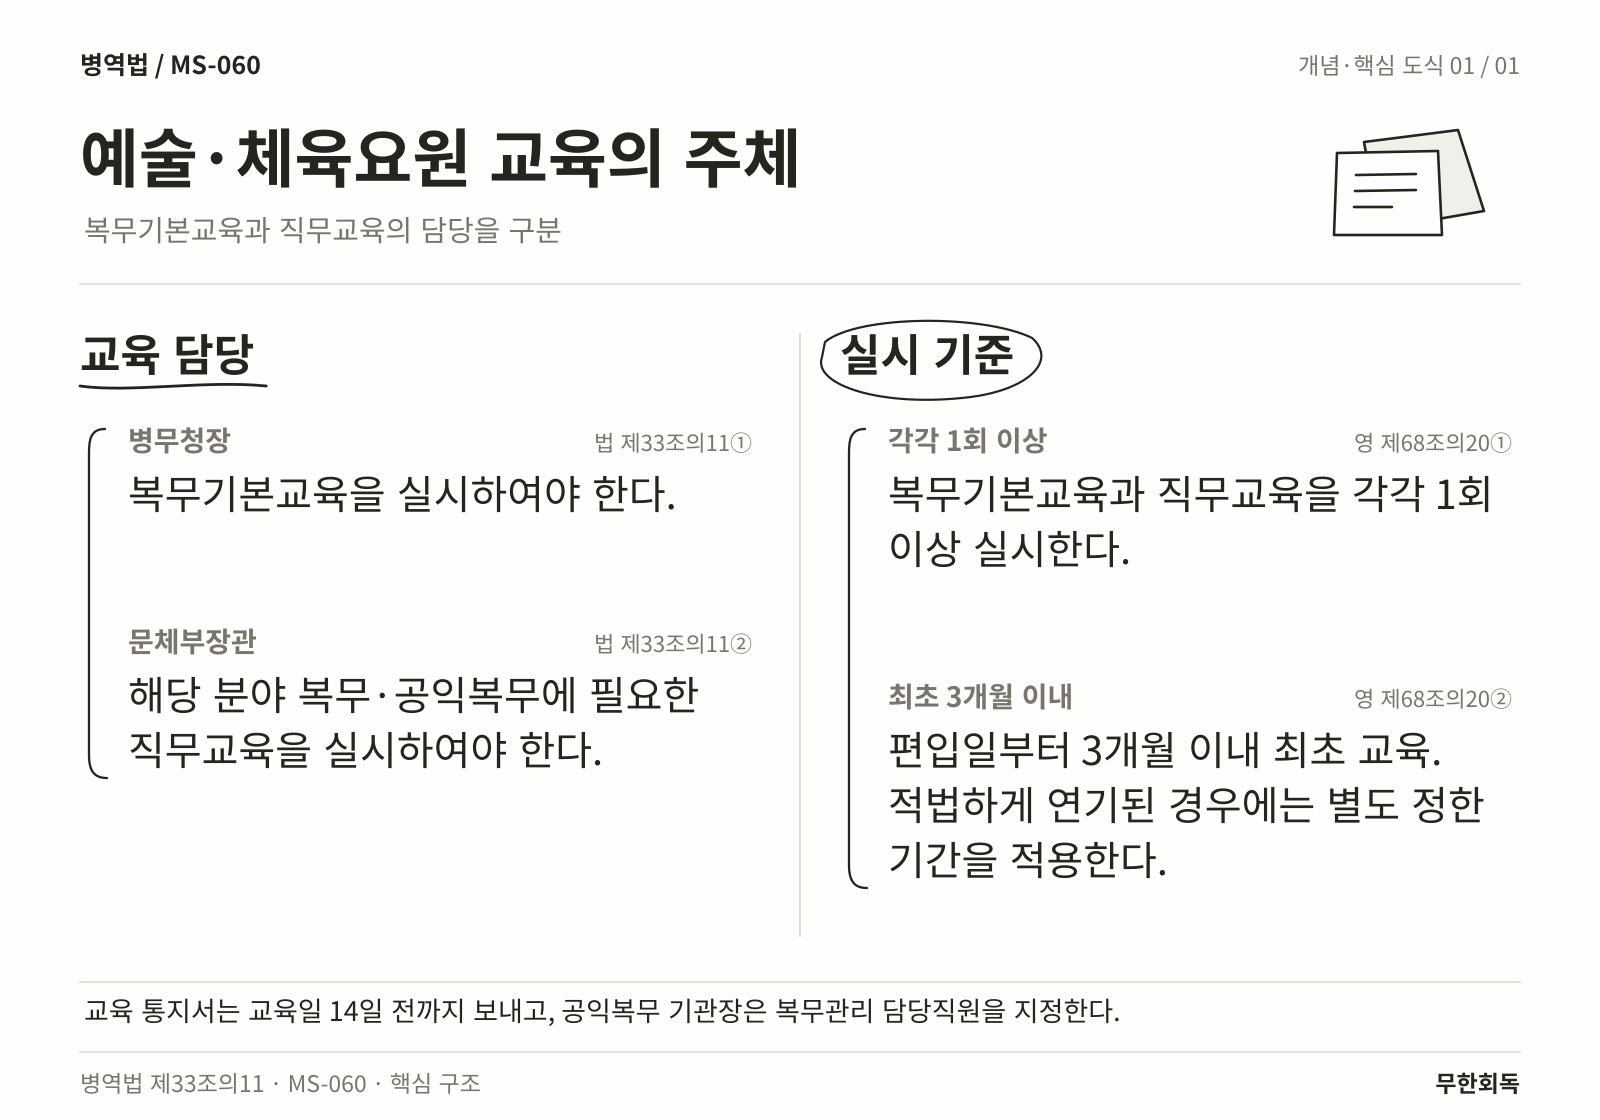 병역법 / MS-060
개념·핵심 도식 01 / 01
예술·체육요원 교육의 주체
복무기본교육과 직무교육의 담당을 구분
교육 담당
병무청장
법 제33조의11①
복무기본교육을 실시하여야 한다.
문체부장관
법 제33조의11②
해당 분야 복무·공익복무에 필요한
직무교육을 실시하여야 한다.
실시 기준
각각 1회 이상
영 제68조의20①
복무기본교육과 직무교육을 각각 1회
이상 실시한다.
최초 3개월 이내
영 제68조의20②
편입일부터 3개월 이내 최초 교육.
적법하게 연기된 경우에는 별도 정한
기간을 적용한다.
교육 통지서는 교육일 14일 전까지 보내고, 공익복무 기관장은 복무관리 담당직원을 지정한다.
병역법 제33조의11 · MS-060 · 핵심 구조
무한회독